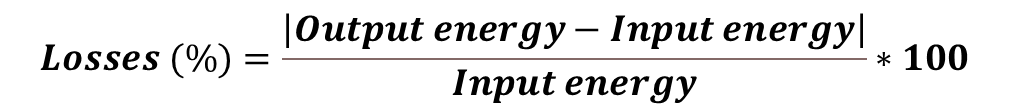 Losses (%) = |Output energy − Input energy| / Input energy * 100